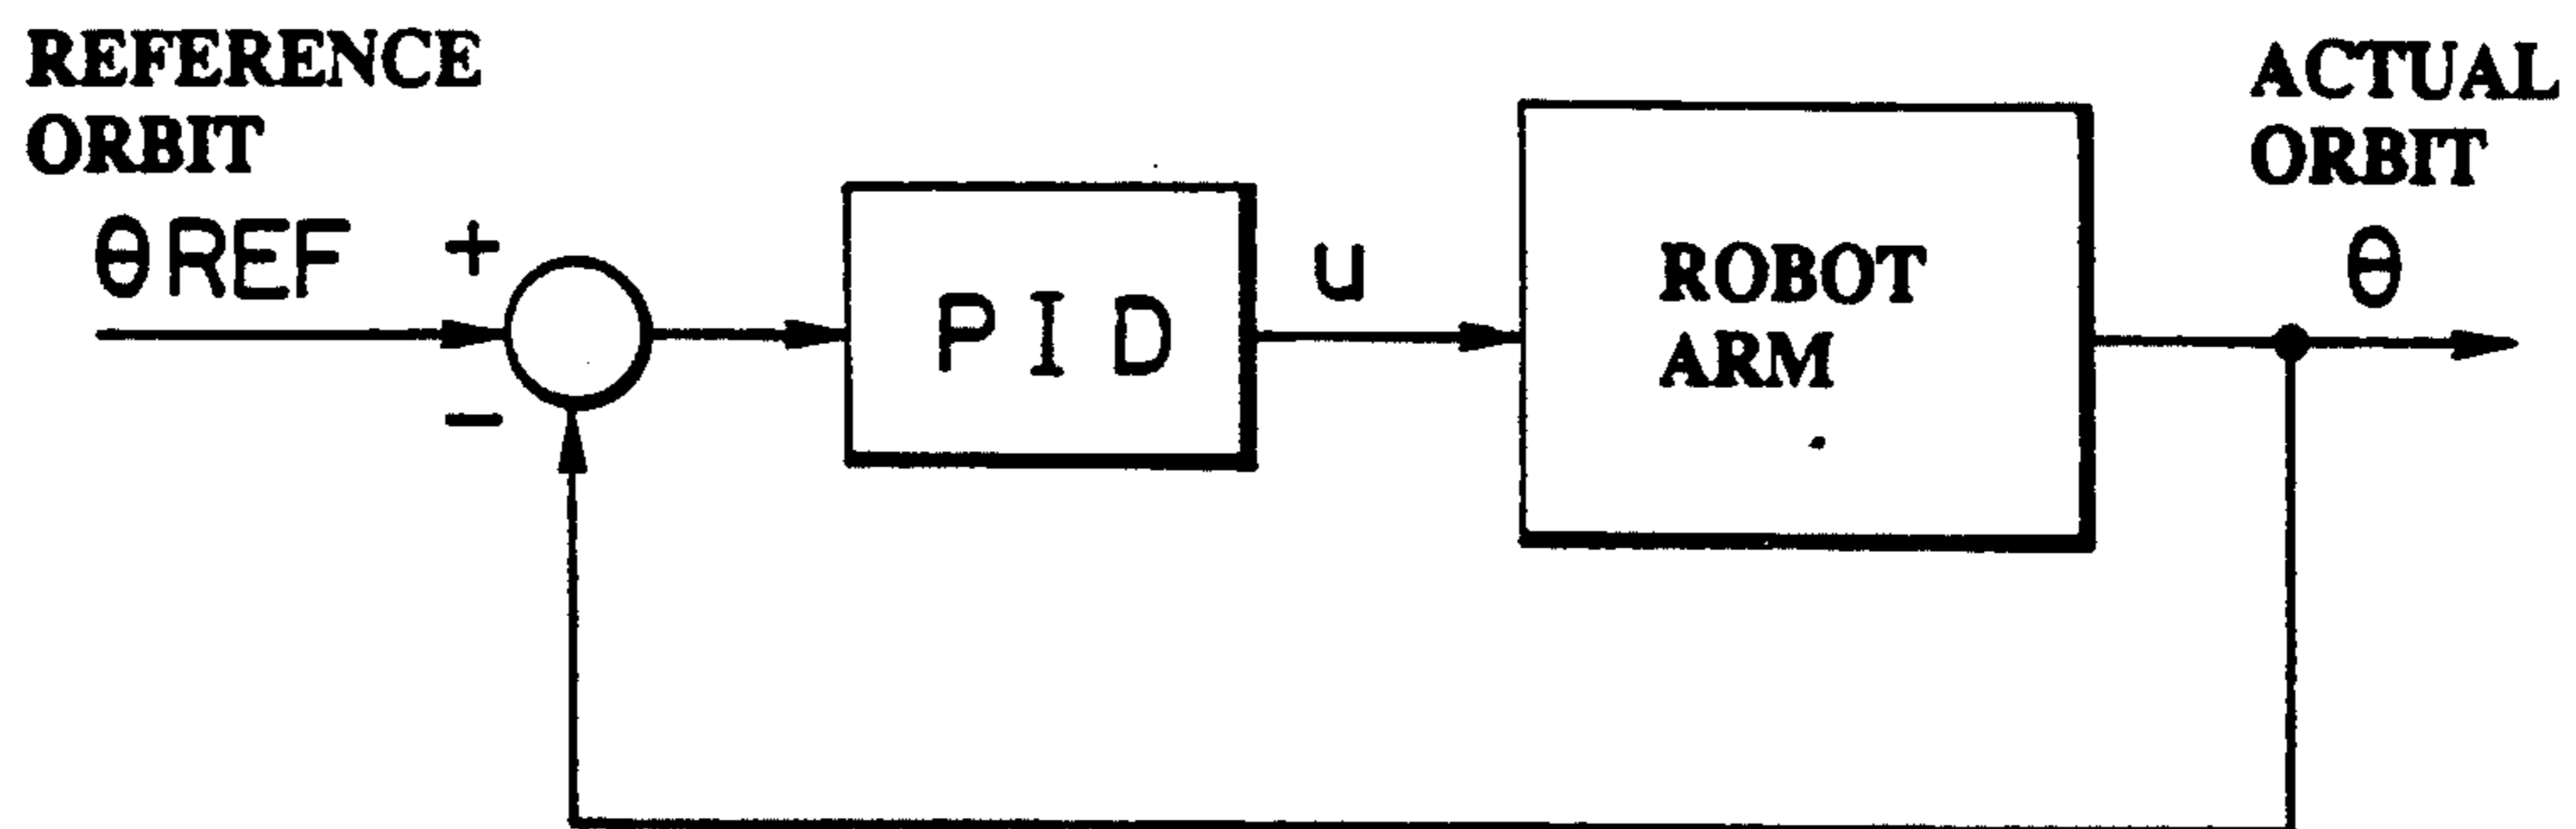 REFERENCE
ORBIT
θREF
+
−
PID
u
ROBOT
ARM
ACTUAL
ORBIT
θ